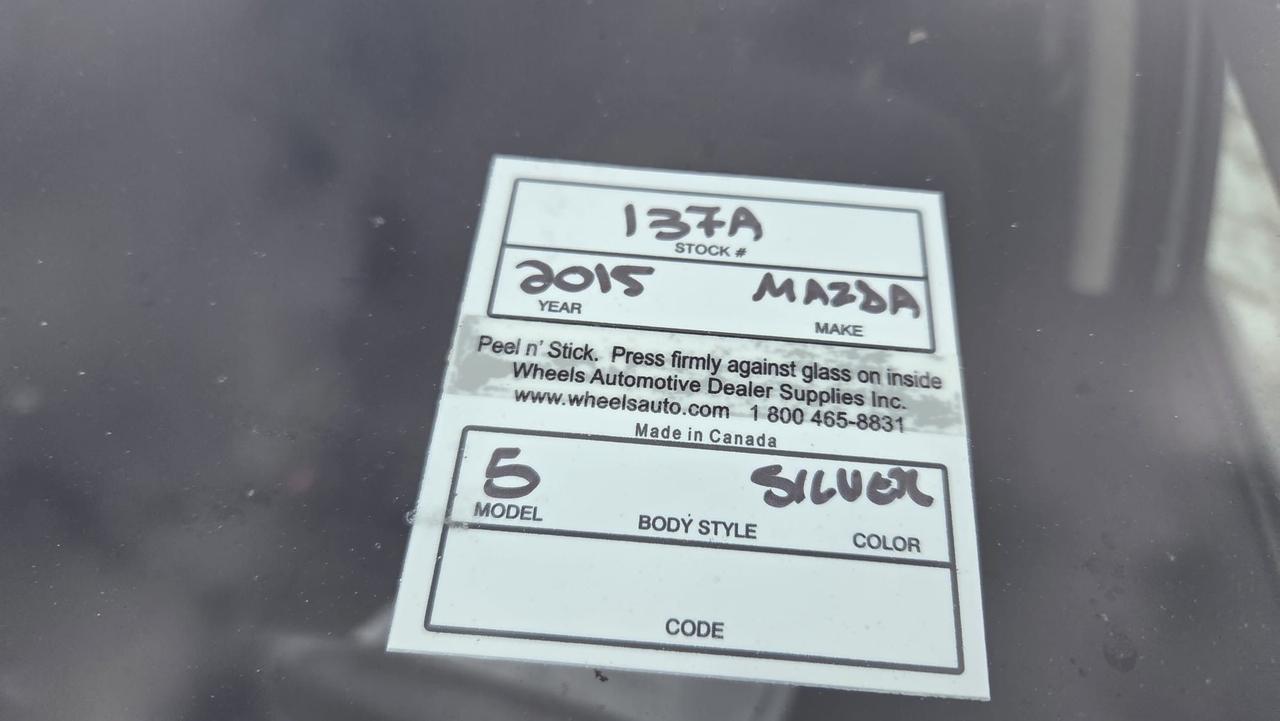 137A
STOCK #
2015 MAZDA
YEAR MAKE
Peel n' Stick. Press firmly against glass on inside
Wheels Automotive Dealer Supplies Inc.
www.wheelsauto.com 1 800 465-8831
Made in Canada
5 SILVER
MODEL BODY STYLE COLOR
CODE